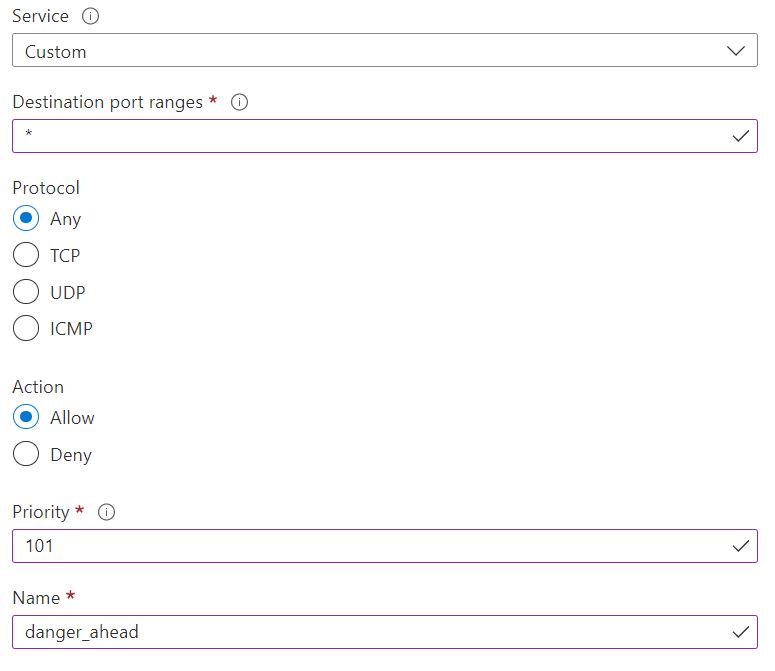 Service
Custom
Destination port ranges *
*
Protocol
Any
TCP
UDP
ICMP
Action
Allow
Deny
Priority *
101
Name *
danger_ahead